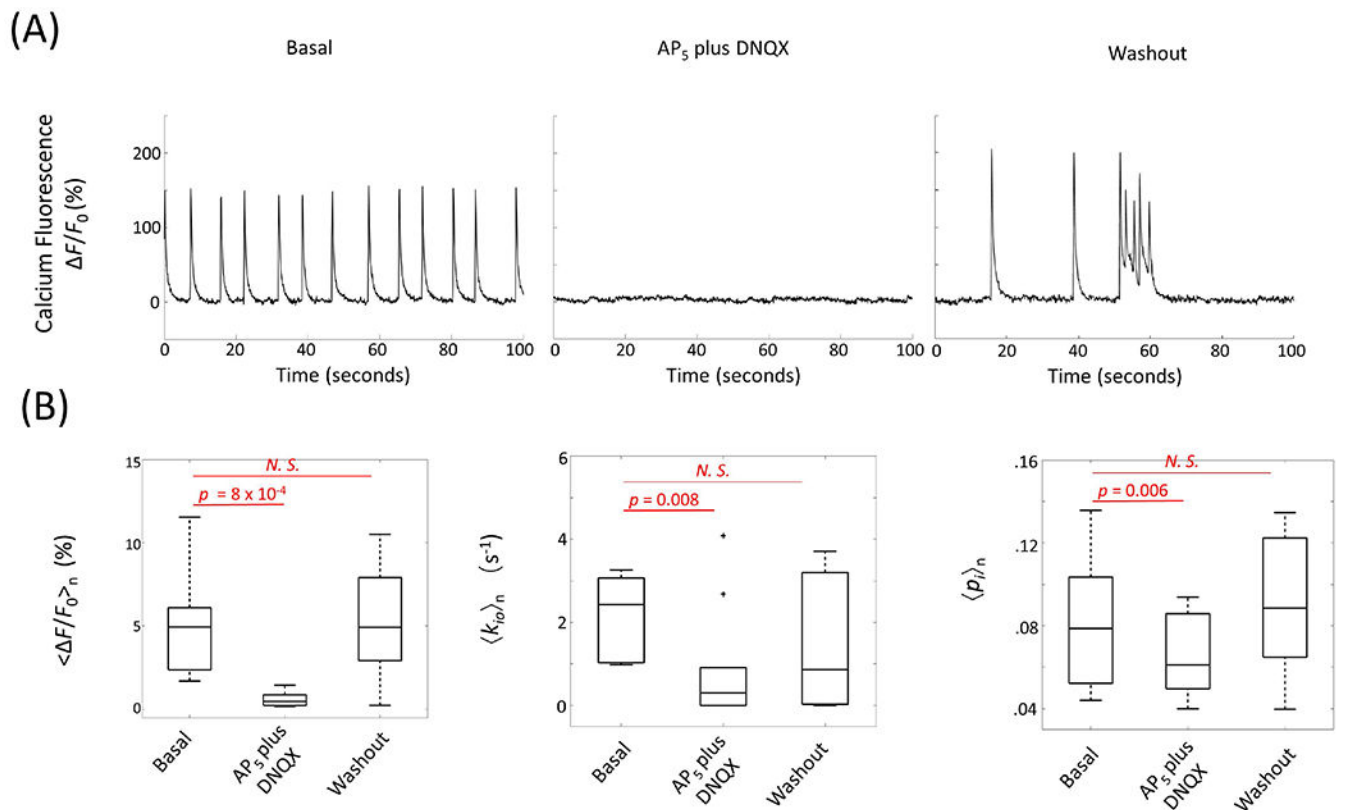 (A)
Basal
AP5 plus DNQX
Washout
Calcium Fluorescence
ΔF/F0 (%)
200
100
0
0 20 40 60 80 100
0 20 40 60 80 100
0 20 40 60 80 100
Time (seconds)
Time (seconds)
Time (seconds)
(B)
<ΔF/F0>n (%)
15
10
5
0
N. S.
p = 8 x 10-4
Basal
AP5 plus
DNQX
Washout
⟨kio⟩n (s-1)
6
4
2
0
N. S.
p = 0.008
Basal
AP5 plus
DNQX
Washout
⟨pi⟩n
.16
.12
.08
.04
N. S.
p = 0.006
Basal
AP5 plus
DNQX
Washout